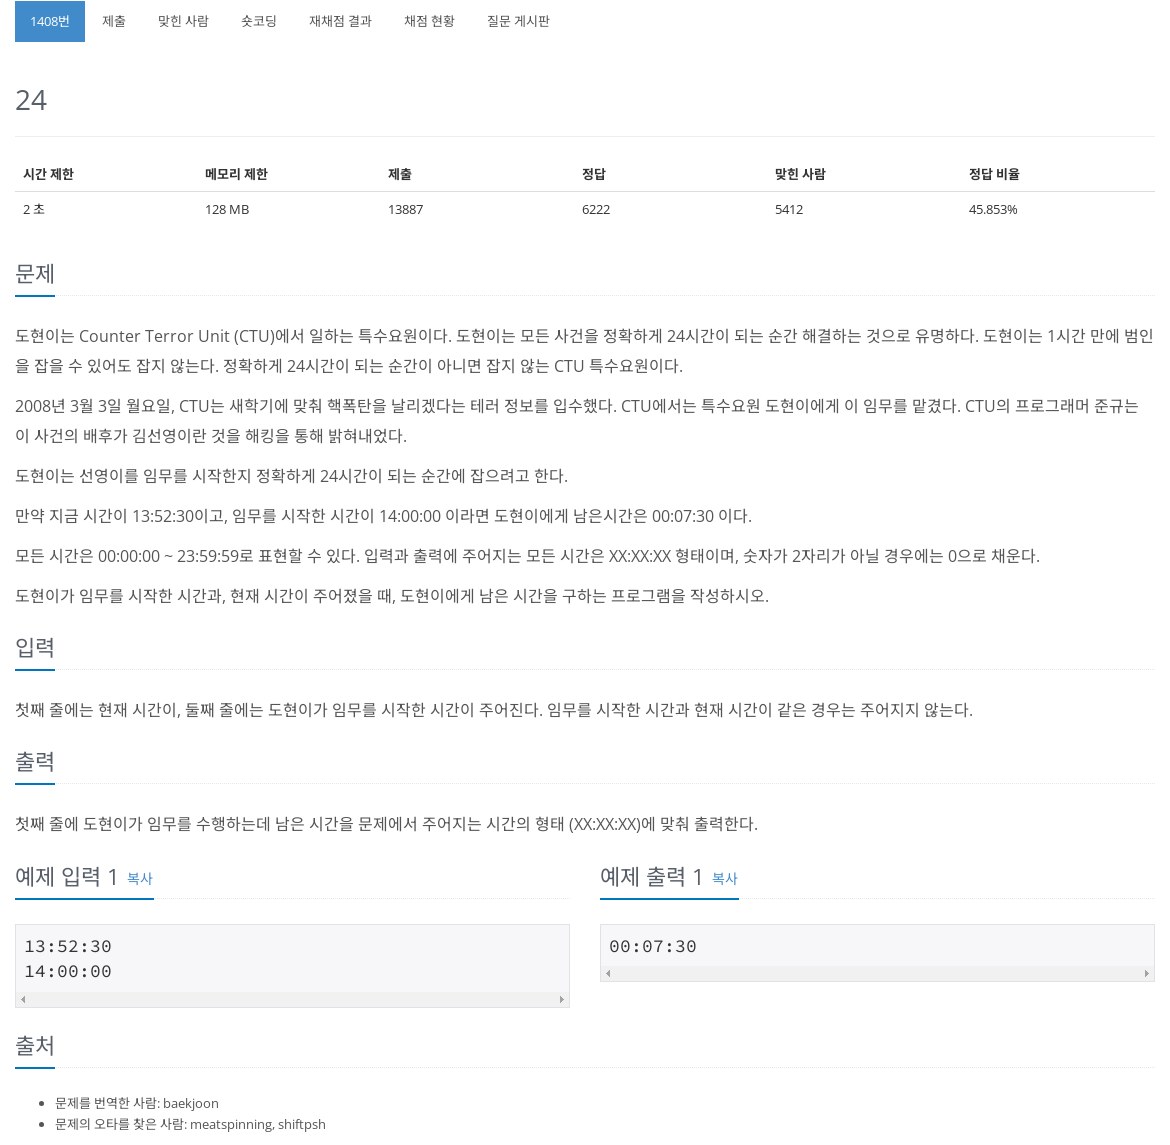 1408번 제출 맞힌 사람 숏코딩 재채점 결과 채점 현황 질문 게시판
24
시간 제한 메모리 제한 제출 정답 맞힌 사람 정답 비율
2 초 128 MB 13887 6222 5412 45.853%
문제
도현이는 Counter Terror Unit (CTU)에서 일하는 특수요원이다. 도현이는 모든 사건을 정확하게 24시간이 되는 순간 해결하는 것으로 유명하다. 도현이는 1시간 만에 범인
을 잡을 수 있어도 잡지 않는다. 정확하게 24시간이 되는 순간이 아니면 잡지 않는 CTU 특수요원이다.
2008년 3월 3일 월요일, CTU는 새학기에 맞춰 핵폭탄을 날리겠다는 테러 정보를 입수했다. CTU에서는 특수요원 도현이에게 이 임무를 맡겼다. CTU의 프로그래머 준규는
이 사건의 배후가 김선영이란 것을 해킹을 통해 밝혀내었다.
도현이는 선영이를 임무를 시작한지 정확하게 24시간이 되는 순간에 잡으려고 한다.
만약 지금 시간이 13:52:30이고, 임무를 시작한 시간이 14:00:00 이라면 도현이에게 남은시간은 00:07:30 이다.
모든 시간은 00:00:00 ~ 23:59:59로 표현할 수 있다. 입력과 출력에 주어지는 모든 시간은 XX:XX:XX 형태이며, 숫자가 2자리가 아닐 경우에는 0으로 채운다.
도현이가 임무를 시작한 시간과, 현재 시간이 주어졌을 때, 도현이에게 남은 시간을 구하는 프로그램을 작성하시오.
입력
첫째 줄에는 현재 시간이, 둘째 줄에는 도현이가 임무를 시작한 시간이 주어진다. 임무를 시작한 시간과 현재 시간이 같은 경우는 주어지지 않는다.
출력
첫째 줄에 도현이가 임무를 수행하는데 남은 시간을 문제에서 주어지는 시간의 형태 (XX:XX:XX)에 맞춰 출력한다.
예제 입력 1 복사
13:52:30
14:00:00
예제 출력 1 복사
00:07:30
출처
문제를 번역한 사람: baekjoon
문제의 오타를 찾은 사람: meatspinning, shiftpsh